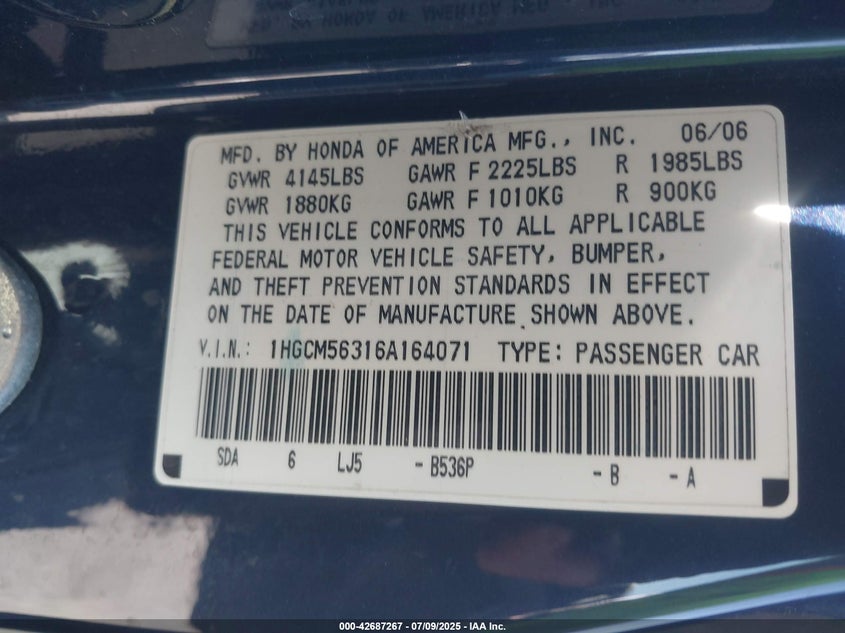 MFD. BY HONDA OF AMERICA MFG., INC. 06/06
GVWR 4145LBS GAWR F 2225LBS R 1985LBS
GVWR 1880KG GAWR F 1010KG R 900KG
THIS VEHICLE CONFORMS TO ALL APPLICABLE
FEDERAL MOTOR VEHICLE SAFETY, BUMPER,
AND THEFT PREVENTION STANDARDS IN EFFECT
ON THE DATE OF MANUFACTURE SHOWN ABOVE.
V.I.N.: 1HGCM56316A164071 TYPE: PASSENGER CAR
SDA 6 LJ5 -B536P -B -A
000-42687267 - 07/09/2025 - IAA Inc.